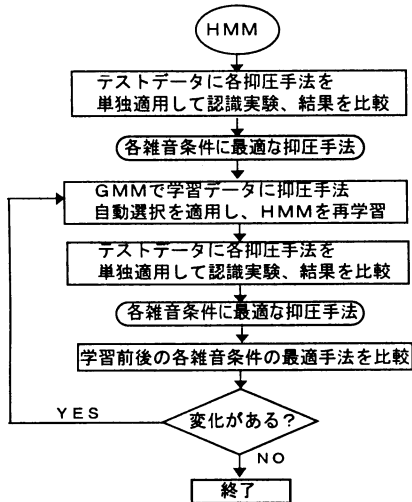 HMM
テストデータに各抑圧手法を
単独適用して認識実験、結果を比較
各雑音条件に最適な抑圧手法
GMMで学習データに抑圧手法
自動選択を適用し、HMMを再学習
テストデータに各抑圧手法を
単独適用して認識実験、結果を比較
各雑音条件に最適な抑圧手法
学習前後の各雑音条件の最適手法を比較
YES
変化がある？
NO
終了